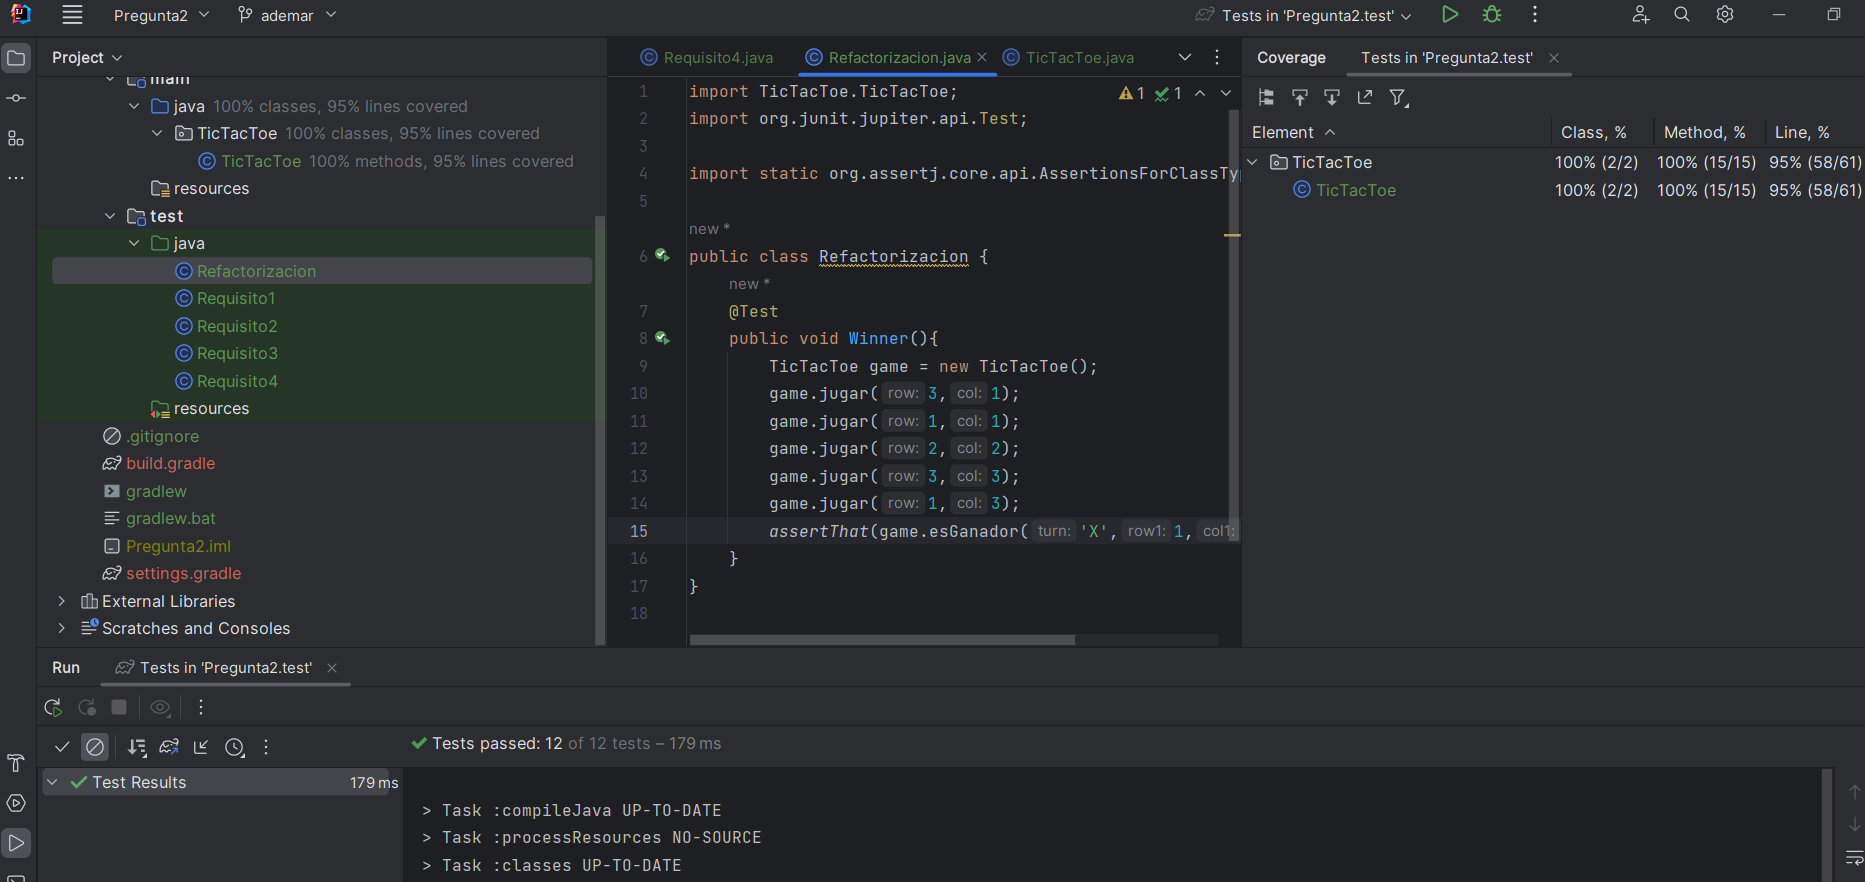 Pregunta2 ademar Tests in 'Pregunta2.test'
Project
main
java 100% classes, 95% lines covered
TicTacToe 100% classes, 95% lines covered
TicTacToe 100% methods, 95% lines covered
resources
test
java
Refactorizacion
Requisito1
Requisito2
Requisito3
Requisito4
resources
.gitignore
build.gradle
gradlew
gradlew.bat
Pregunta2.iml
settings.gradle
External Libraries
Scratches and Consoles
Requisito4.java Refactorizacion.java TicTacToe.java
1 1
1 import TicTacToe.TicTacToe;
2 import org.junit.jupiter.api.Test;
3
4 import static org.assertj.core.api.AssertionsForClassTy
5
new *
6 public class Refactorizacion {
new *
7 @Test
8 public void Winner(){
9 TicTacToe game = new TicTacToe();
10 game.jugar( row: 3, col: 1);
11 game.jugar( row: 1, col: 1);
12 game.jugar( row: 2, col: 2);
13 game.jugar( row: 3, col: 3);
14 game.jugar( row: 1, col: 3);
15 assertThat(game.esGanador( turn: 'X', row1: 1, col1:
16 }
17 }
18
Coverage Tests in 'Pregunta2.test'
Element Class, % Method, % Line, %
TicTacToe 100% (2/2) 100% (15/15) 95% (58/61)
TicTacToe 100% (2/2) 100% (15/15) 95% (58/61)
Run Tests in 'Pregunta2.test'
Tests passed: 12 of 12 tests – 179 ms
Test Results 179 ms
> Task :compileJava UP-TO-DATE
> Task :processResources NO-SOURCE
> Task :classes UP-TO-DATE